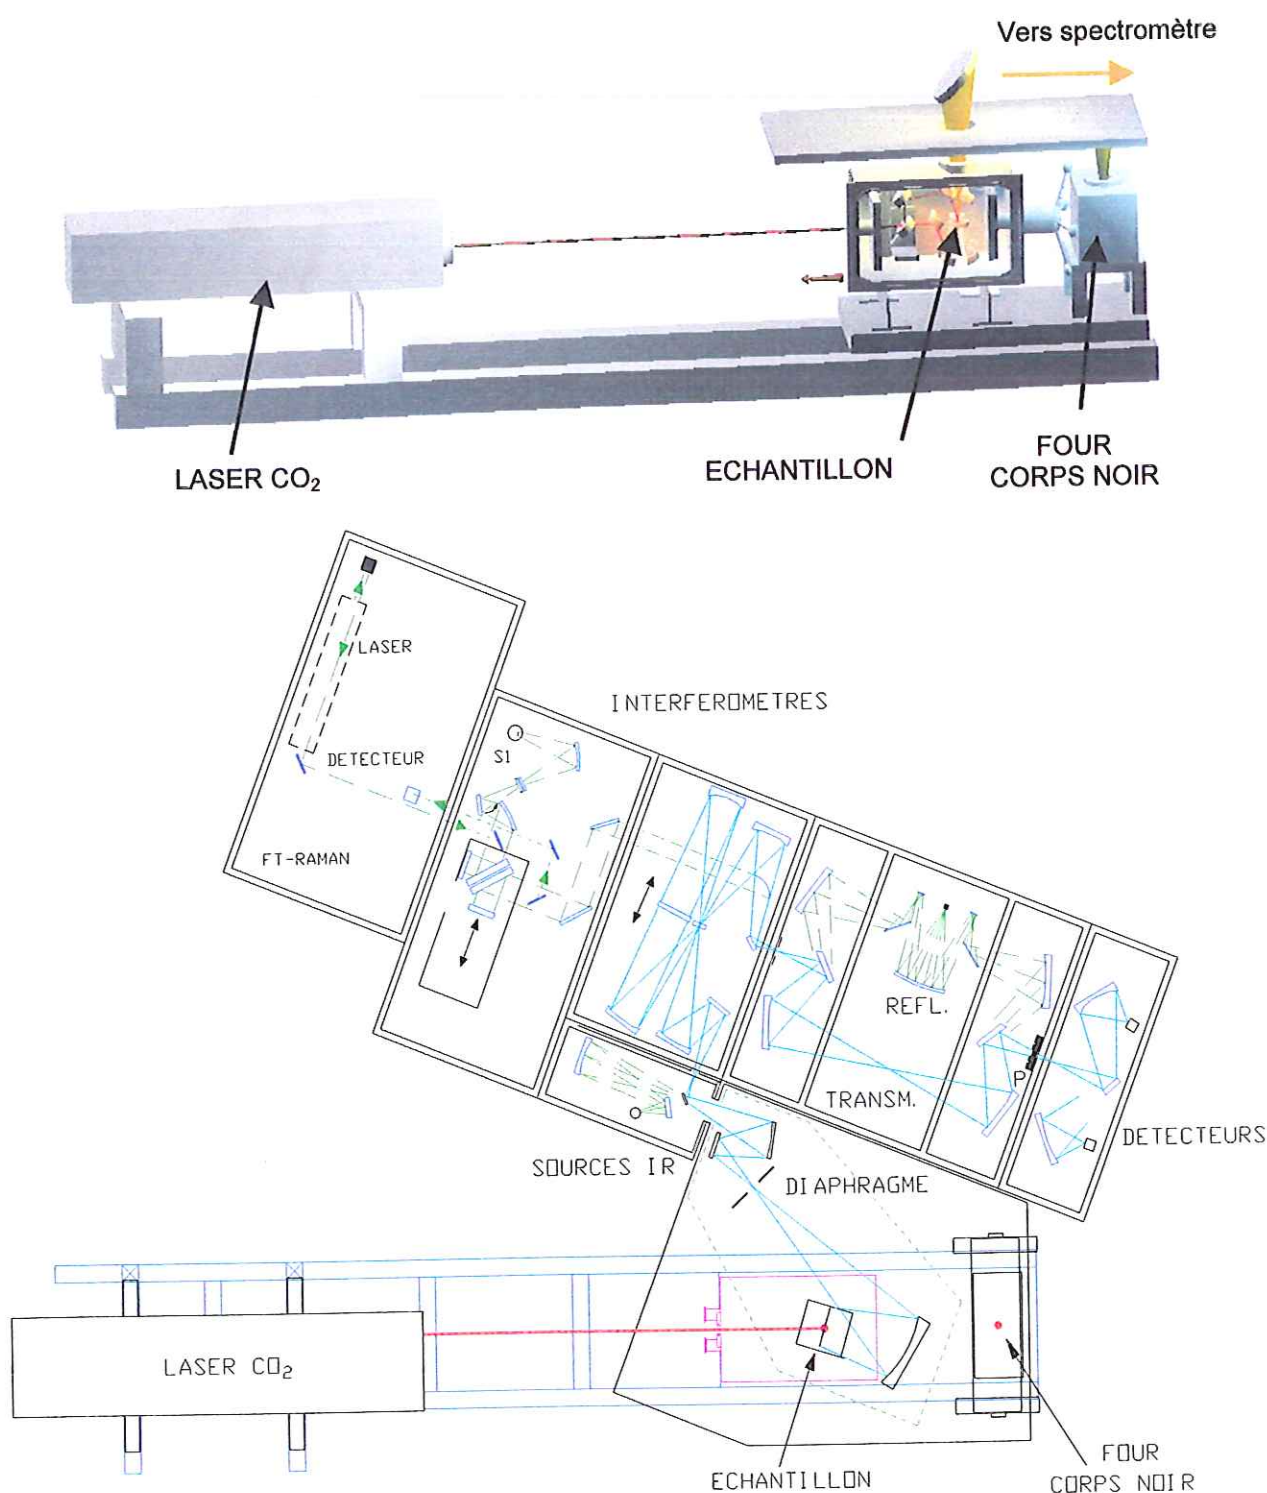 Vers spectromètre
LASER CO₂
ECHANTILLON
FOUR
CORPS NOIR
LASER
INTERFEROMETRES
S1
DETECTEUR
FT-RAMAN
REFL.
P
TRANSM.
DETECTEURS
SOURCES IR
DIAPHRAGME
LASER CO₂
ECHANTILLON
FOUR
CORPS NOIR